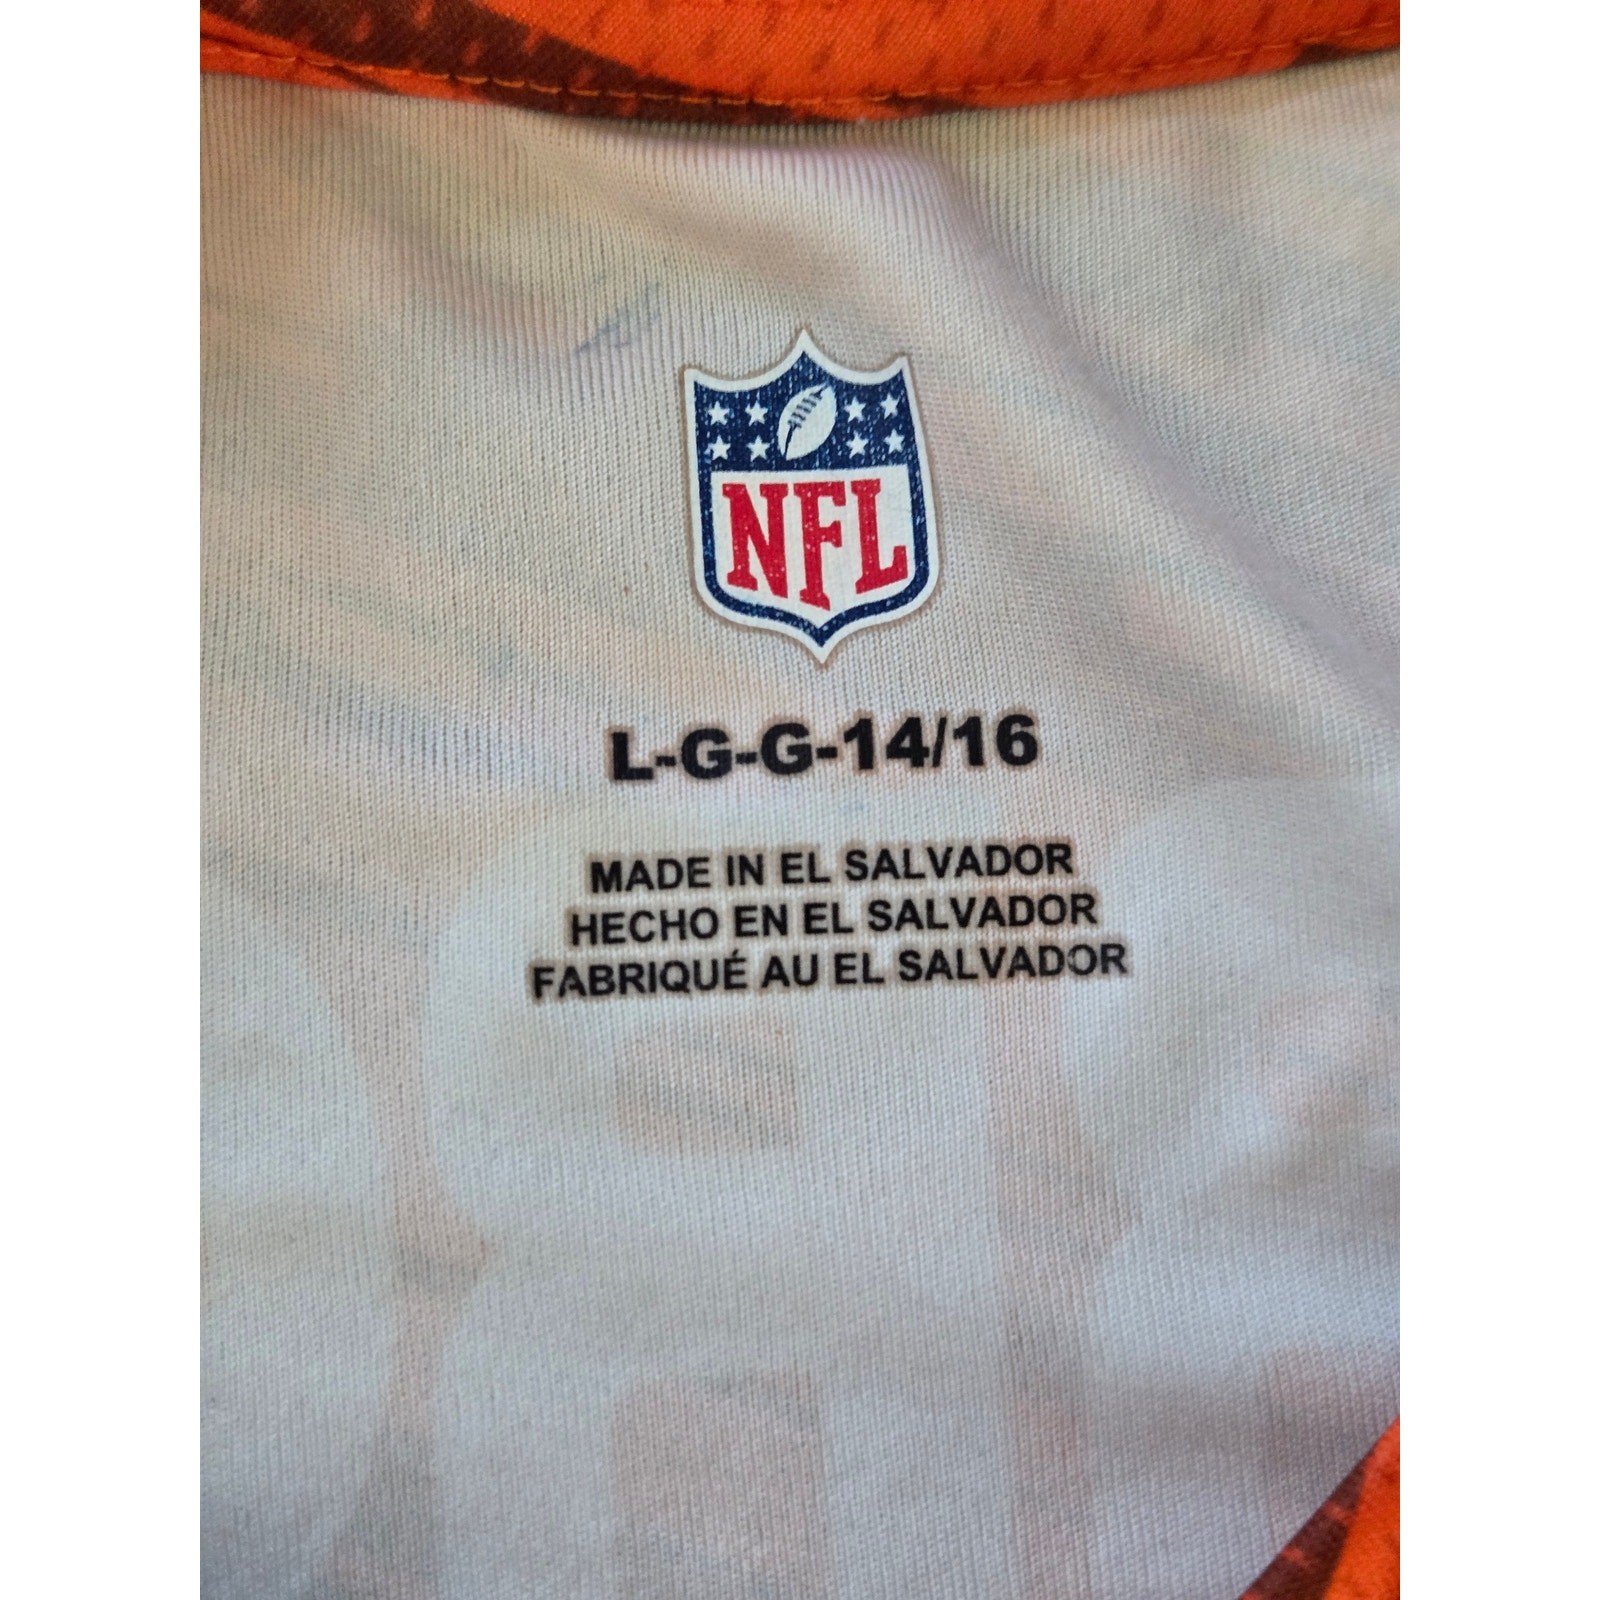 NFL
L-G-G-14/16
MADE IN EL SALVADOR
HECHO EN EL SALVADOR
FABRIQUÉ AU EL SALVADOR